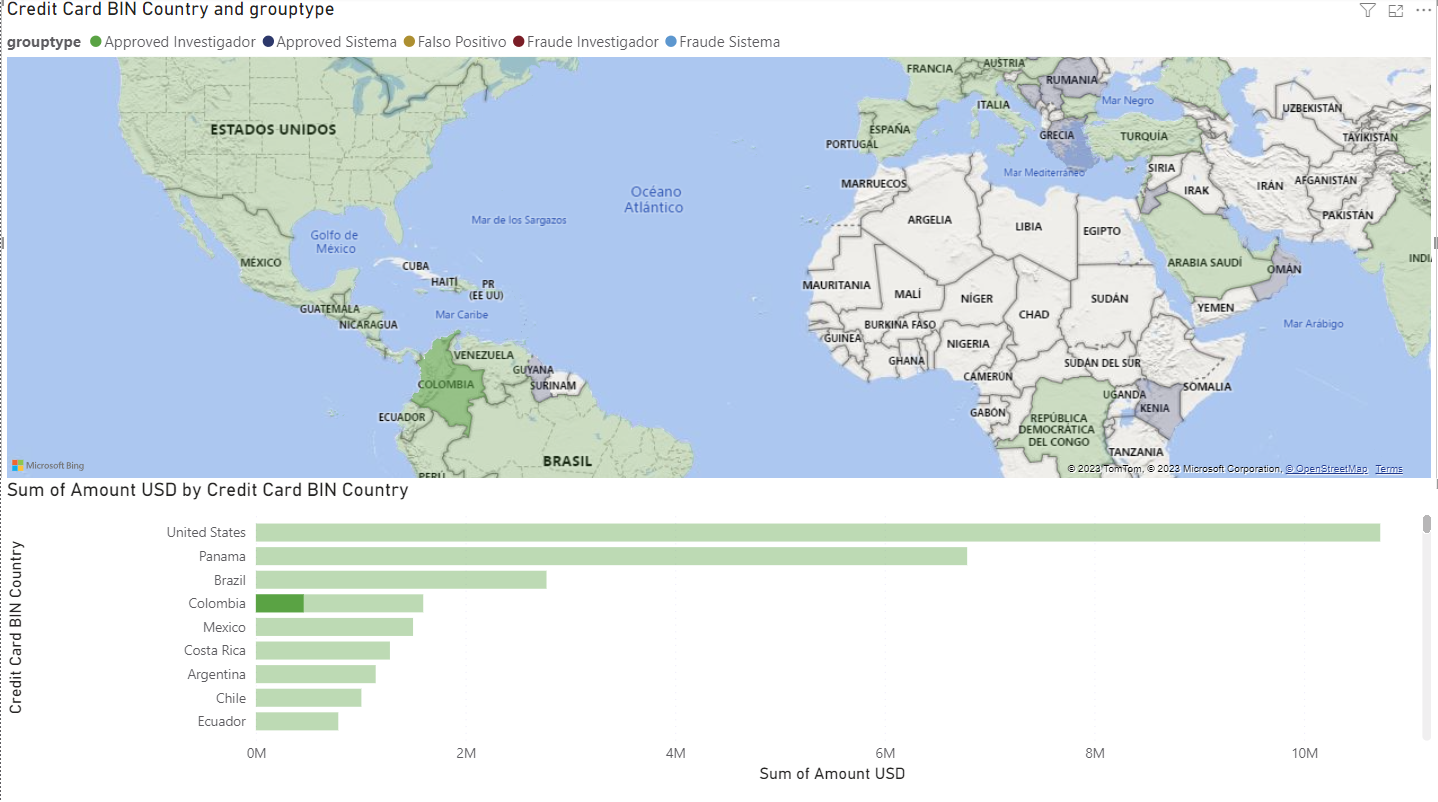 Credit Card BIN Country and grouptype
grouptype Approved Investigador Approved Sistema Falso Positivo Fraude Investigador Fraude Sistema
FRANCIA
AUSTRIA
RUMANIA
ITALIA
Mar Negro
UZBEKISTÁN
ESTADOS UNIDOS
ESPAÑA
PORTUGAL
GRECIA
TURQUÍA
TAYIKISTÁN
Mar Mediterráneo
SIRIA
MARRUECOS
IRAK
IRÁN
AFGANISTÁN
Océano
Atlántico
Mar de los Sargazos
ARGELIA
LIBIA
EGIPTO
PAKISTÁN
Golfo de
México
MÉXICO
CUBA
HAITÍ
PR
(EE UU)
ARABIA SAUDÍ
OMÁN
INDIA
MAURITANIA
MALÍ
NÍGER
CHAD
SUDÁN
YEMEN
GUATEMALA
NICARAGUA
Mar Caribe
Mar Arábigo
BURKINA FASO
GUINEA
GHANA
NIGERIA
VENEZUELA
GUYANA
SURINAM
COLOMBIA
ECUADOR
CAMERÚN
SUDÁN DEL SUR
SOMALIA
UGANDA
KENIA
GABÓN
REPÚBLICA
DEMOCRÁTICA
DEL CONGO
TANZANIA
BRASIL
PERÚ
Microsoft Bing
© 2023 TomTom, © 2023 Microsoft Corporation, © OpenStreetMap Terms
Sum of Amount USD by Credit Card BIN Country
Credit Card BIN Country
United States
Panama
Brazil
Colombia
Mexico
Costa Rica
Argentina
Chile
Ecuador
0M 2M 4M 6M 8M 10M
Sum of Amount USD